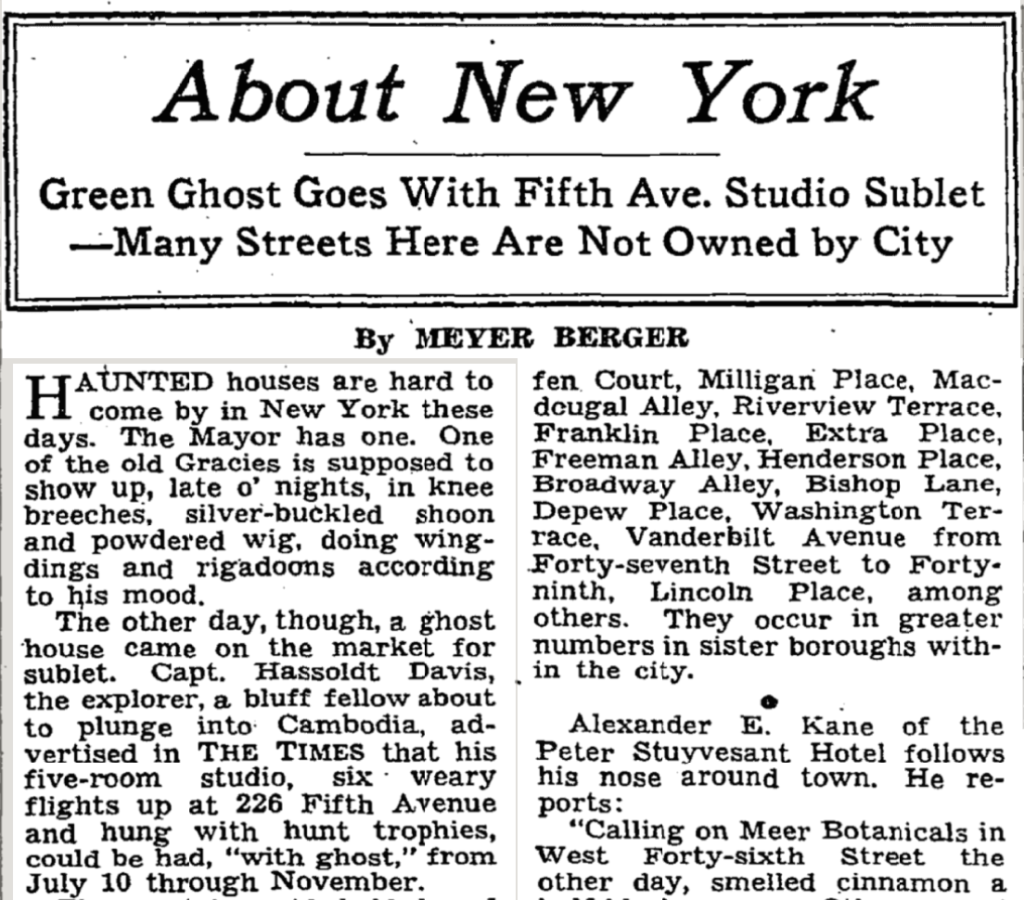 About New York
Green Ghost Goes With Fifth Ave. Studio Sublet
—Many Streets Here Are Not Owned by City
By MEYER BERGER
HAUNTED houses are hard to
come by in New York these
days. The Mayor has one. One
of the old Gracies is supposed to
show up, late o' nights, in knee
breeches, silver-buckled shoon
and powdered wig, doing wing-
dings and rigadoons according
to his mood.
The other day, though, a ghost
house came on the market for
sublet. Capt. Hassoldt Davis,
the explorer, a bluff fellow about
to plunge into Cambodia, ad-
vertised in THE TIMES that his
five-room studio, six weary
flights up at 226 Fifth Avenue
and hung with hunt trophies,
could be had, "with ghost," from
July 10 through November.
fen Court, Milligan Place, Mac-
dougal Alley, Riverview Terrace,
Franklin Place, Extra Place,
Freeman Alley, Henderson Place,
Broadway Alley, Bishop Lane,
Depew Place, Washington Ter-
race, Vanderbilt Avenue from
Forty-seventh Street to Forty-
ninth, Lincoln Place, among
others. They occur in greater
numbers in sister boroughs with-
in the city.
Alexander E. Kane of the
Peter Stuyvesant Hotel follows
his nose around town. He re-
ports:
"Calling on Meer Botanicals in
West Forty-sixth Street the
other day, smelled cinnamon a